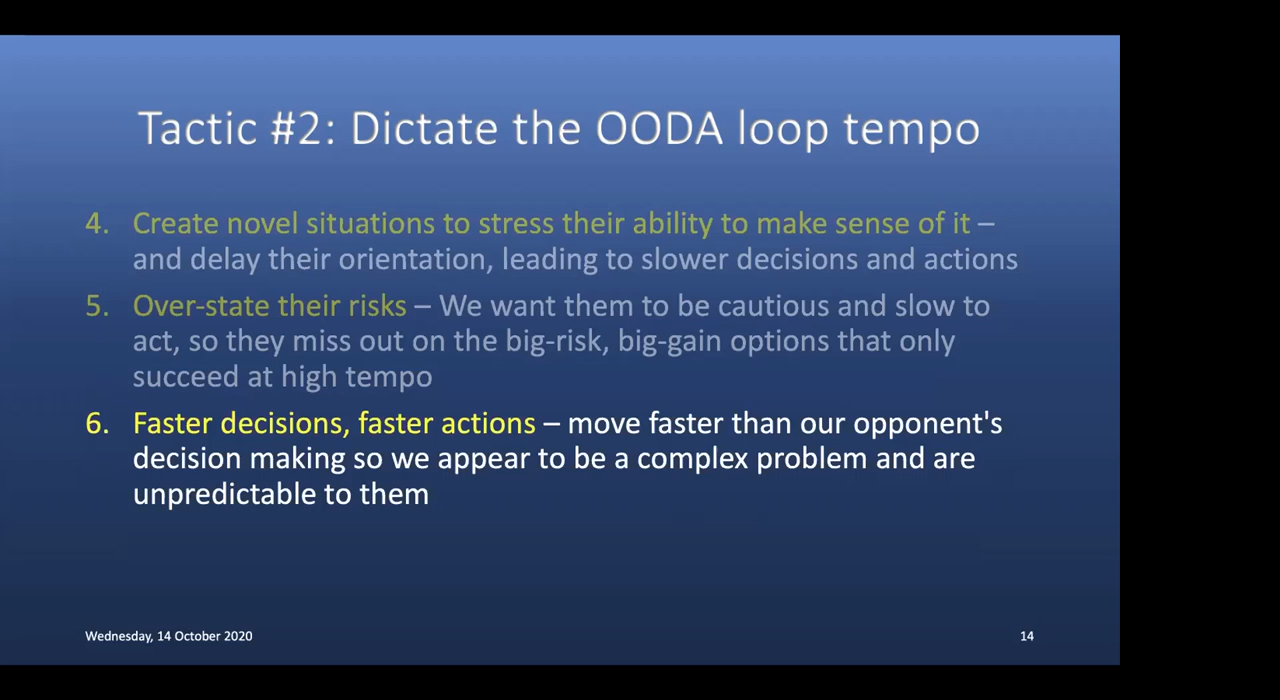 Tactic #2: Dictate the OODA loop tempo
4. Create novel situations to stress their ability to make sense of it –
and delay their orientation, leading to slower decisions and actions
5. Over-state their risks – We want them to be cautious and slow to
act, so they miss out on the big-risk, big-gain options that only
succeed at high tempo
6. Faster decisions, faster actions – move faster than our opponent's
decision making so we appear to be a complex problem and are
unpredictable to them
Wednesday, 14 October 2020
14